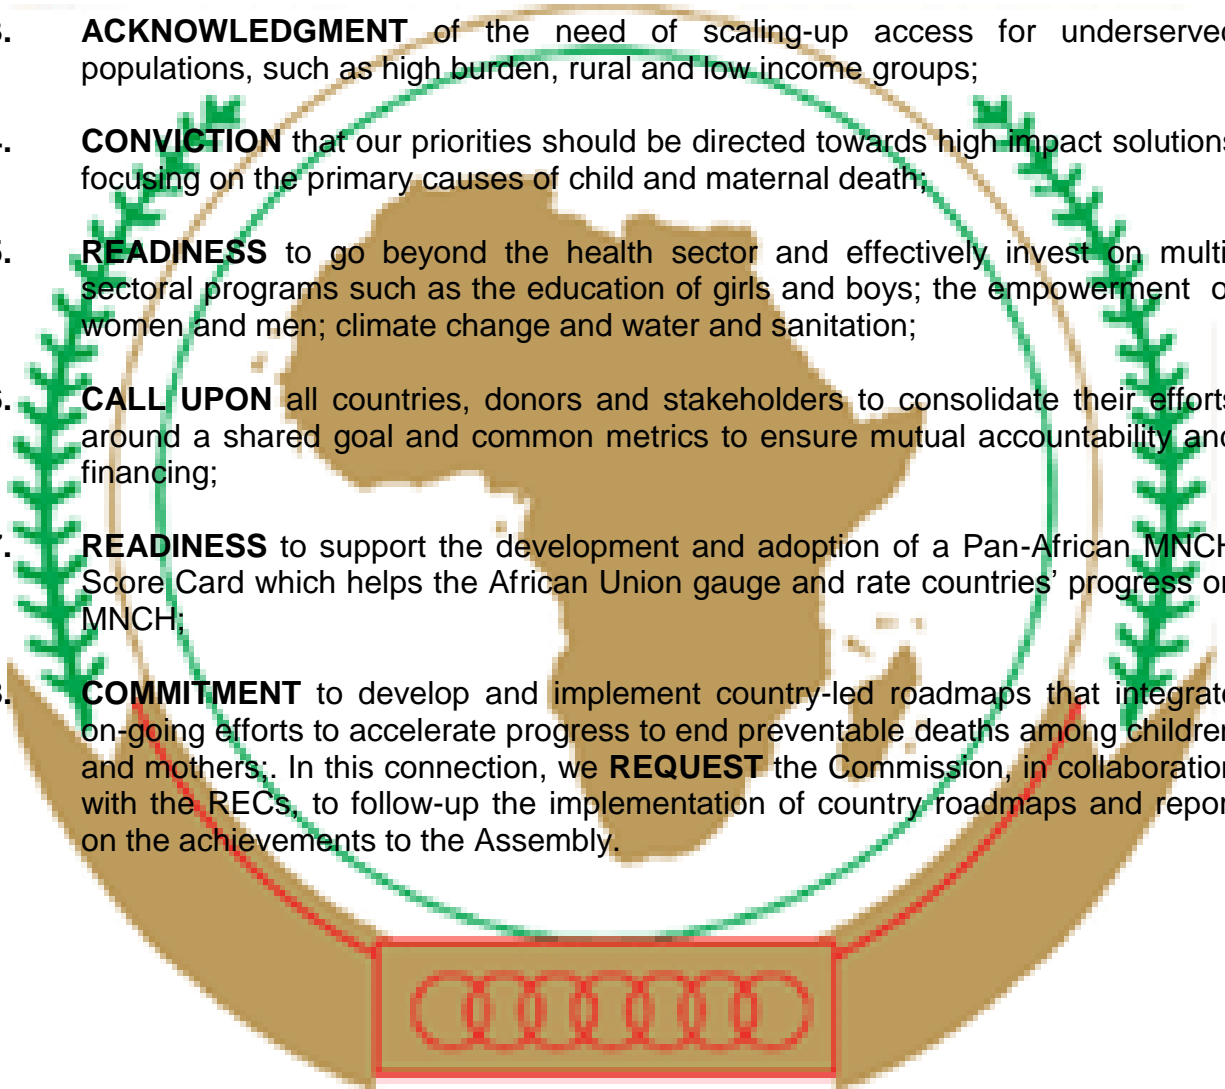 3. ACKNOWLEDGMENT of the need of scaling-up access for underserved
populations, such as high burden, rural and low income groups;
4. CONVICTION that our priorities should be directed towards high impact solutions
focusing on the primary causes of child and maternal death;
5. READINESS to go beyond the health sector and effectively invest on multi
sectoral programs such as the education of girls and boys; the empowerment of
women and men; climate change and water and sanitation;
6. CALL UPON all countries, donors and stakeholders to consolidate their efforts
around a shared goal and common metrics to ensure mutual accountability and
financing;
7. READINESS to support the development and adoption of a Pan-African MNCH
Score Card which helps the African Union gauge and rate countries’ progress on
MNCH;
8. COMMITMENT to develop and implement country-led roadmaps that integrate
on-going efforts to accelerate progress to end preventable deaths among children
and mothers;. In this connection, we REQUEST the Commission, in collaboration
with the RECs, to follow-up the implementation of country roadmaps and report
on the achievements to the Assembly.